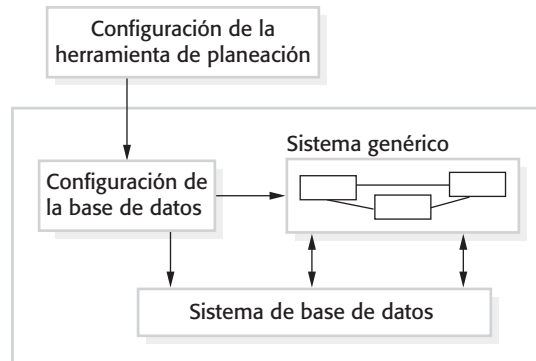 Configuración de la
herramienta de planeación
Sistema genérico
Configuración de
la base de datos
Sistema de base de datos